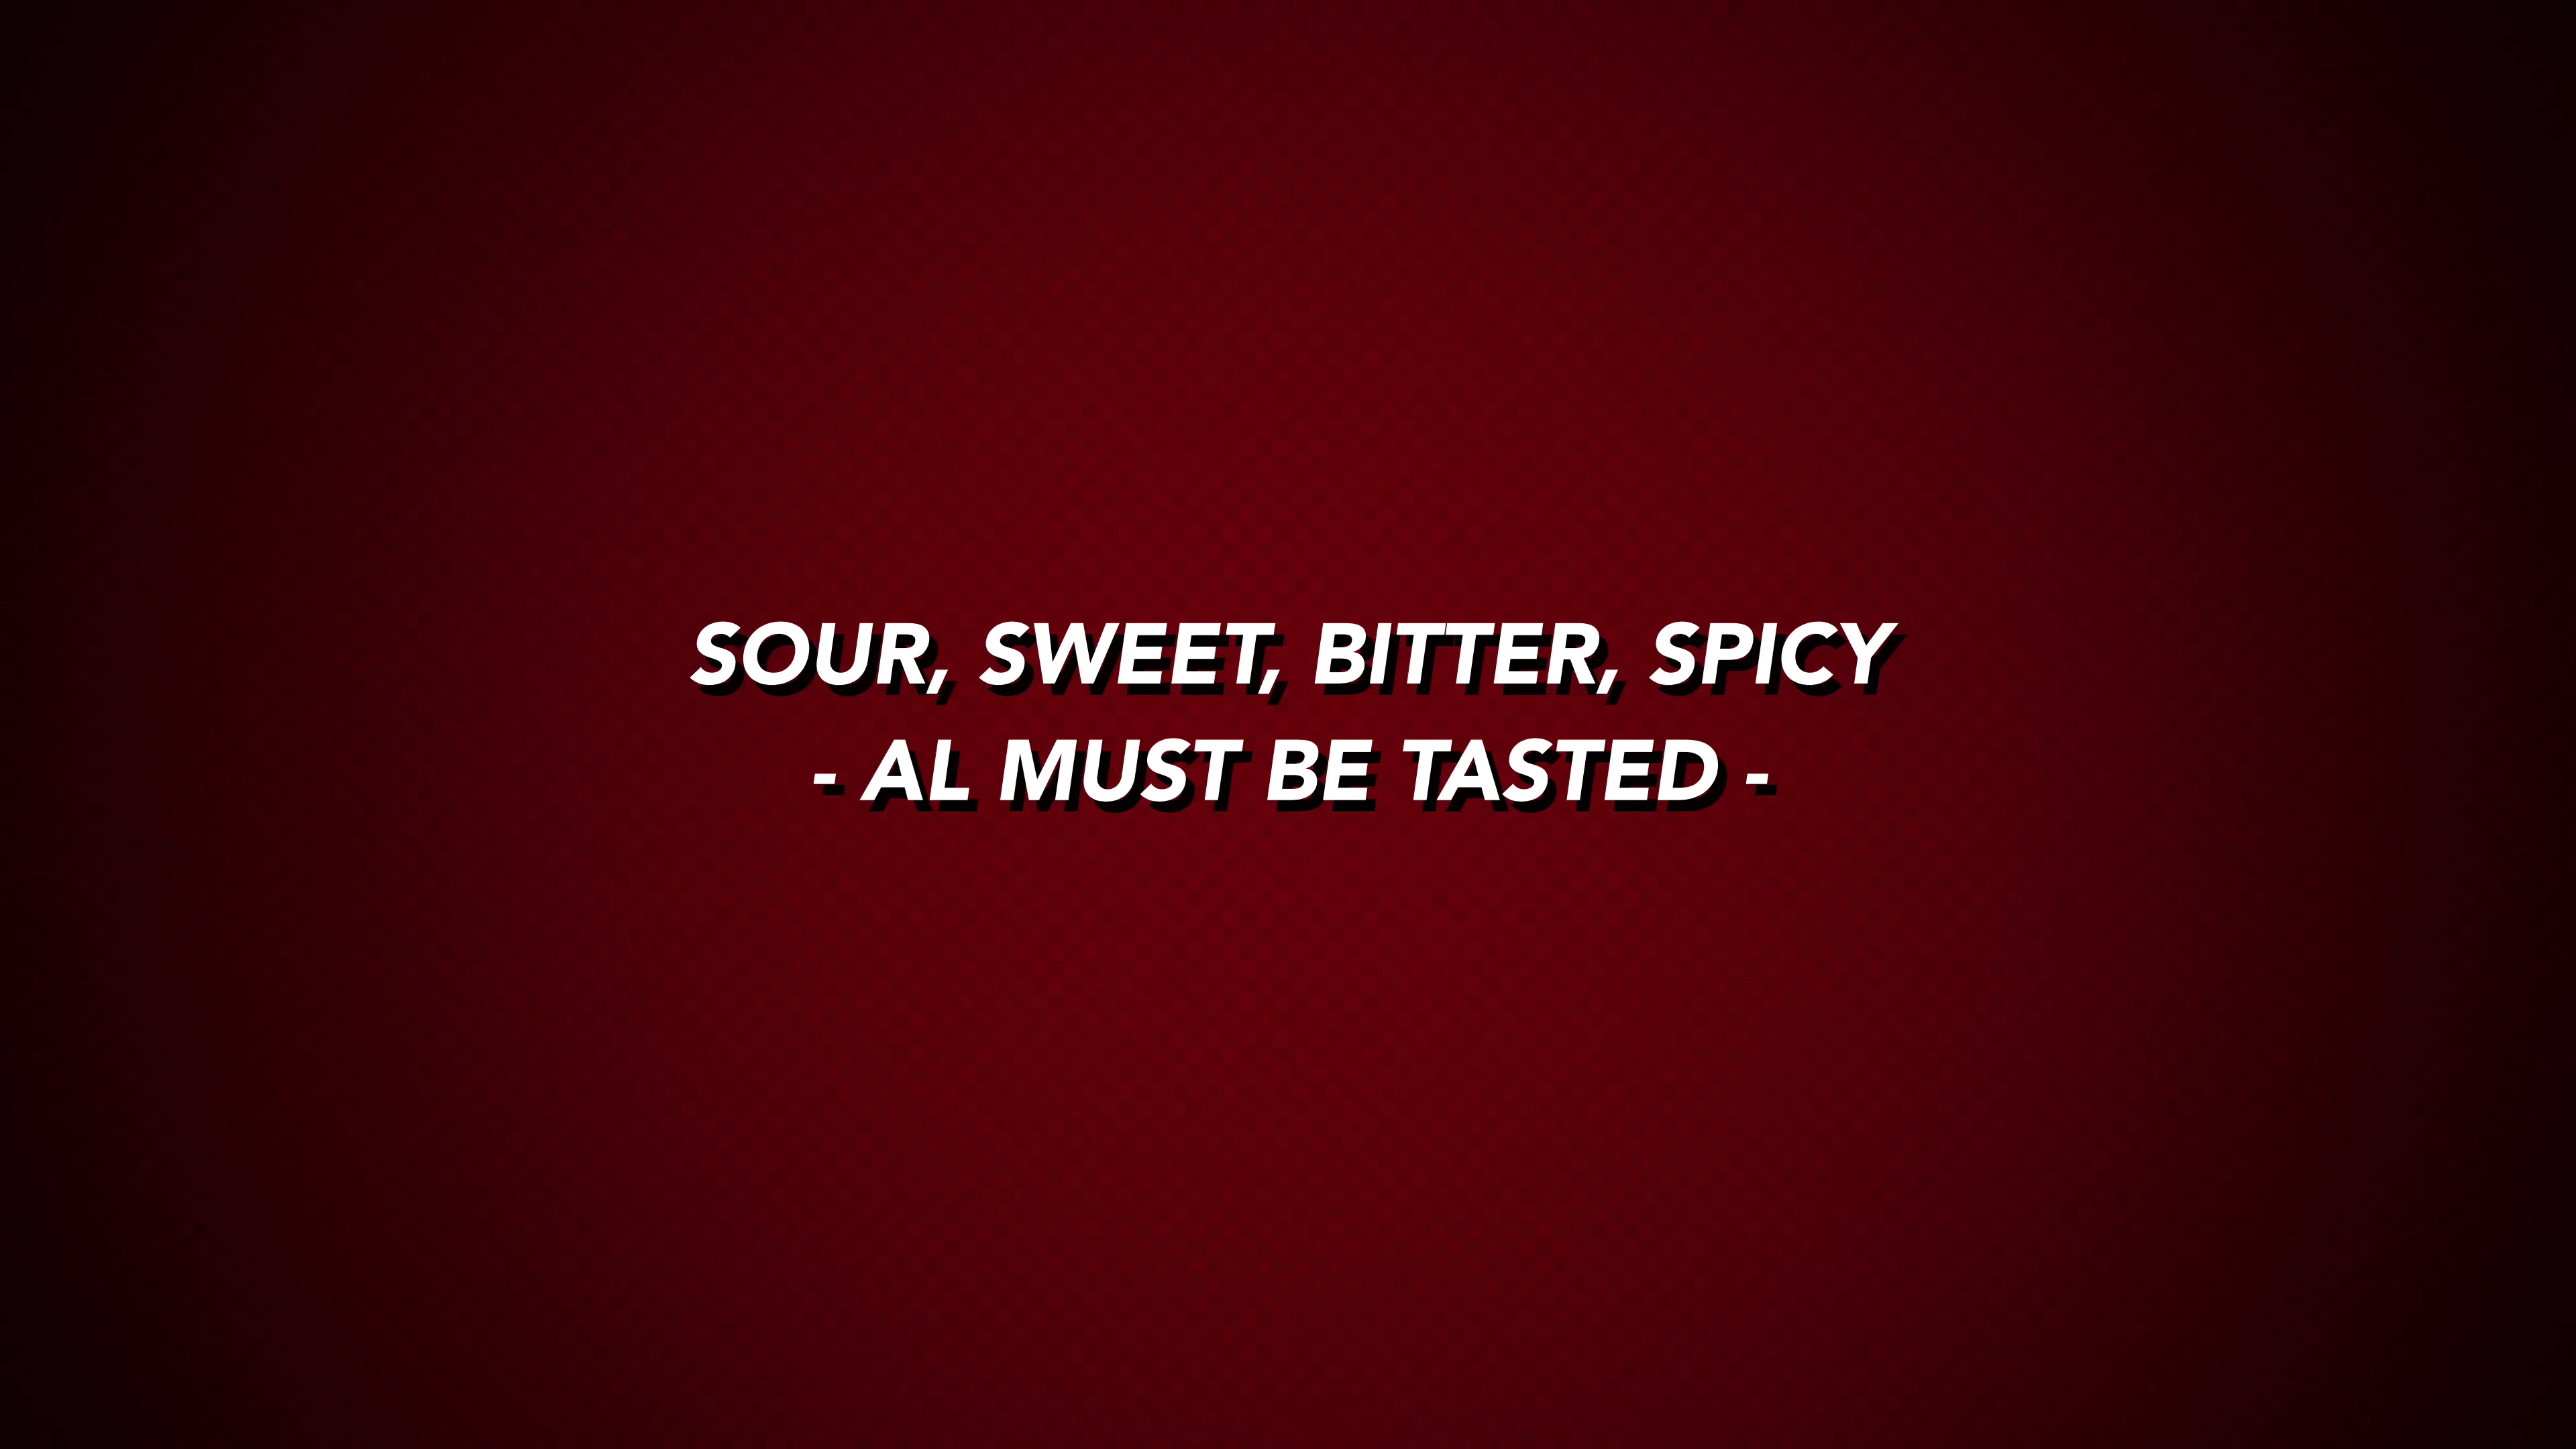 SOUR, SWEET, BITTER, SPICY
- AL MUST BE TASTED -